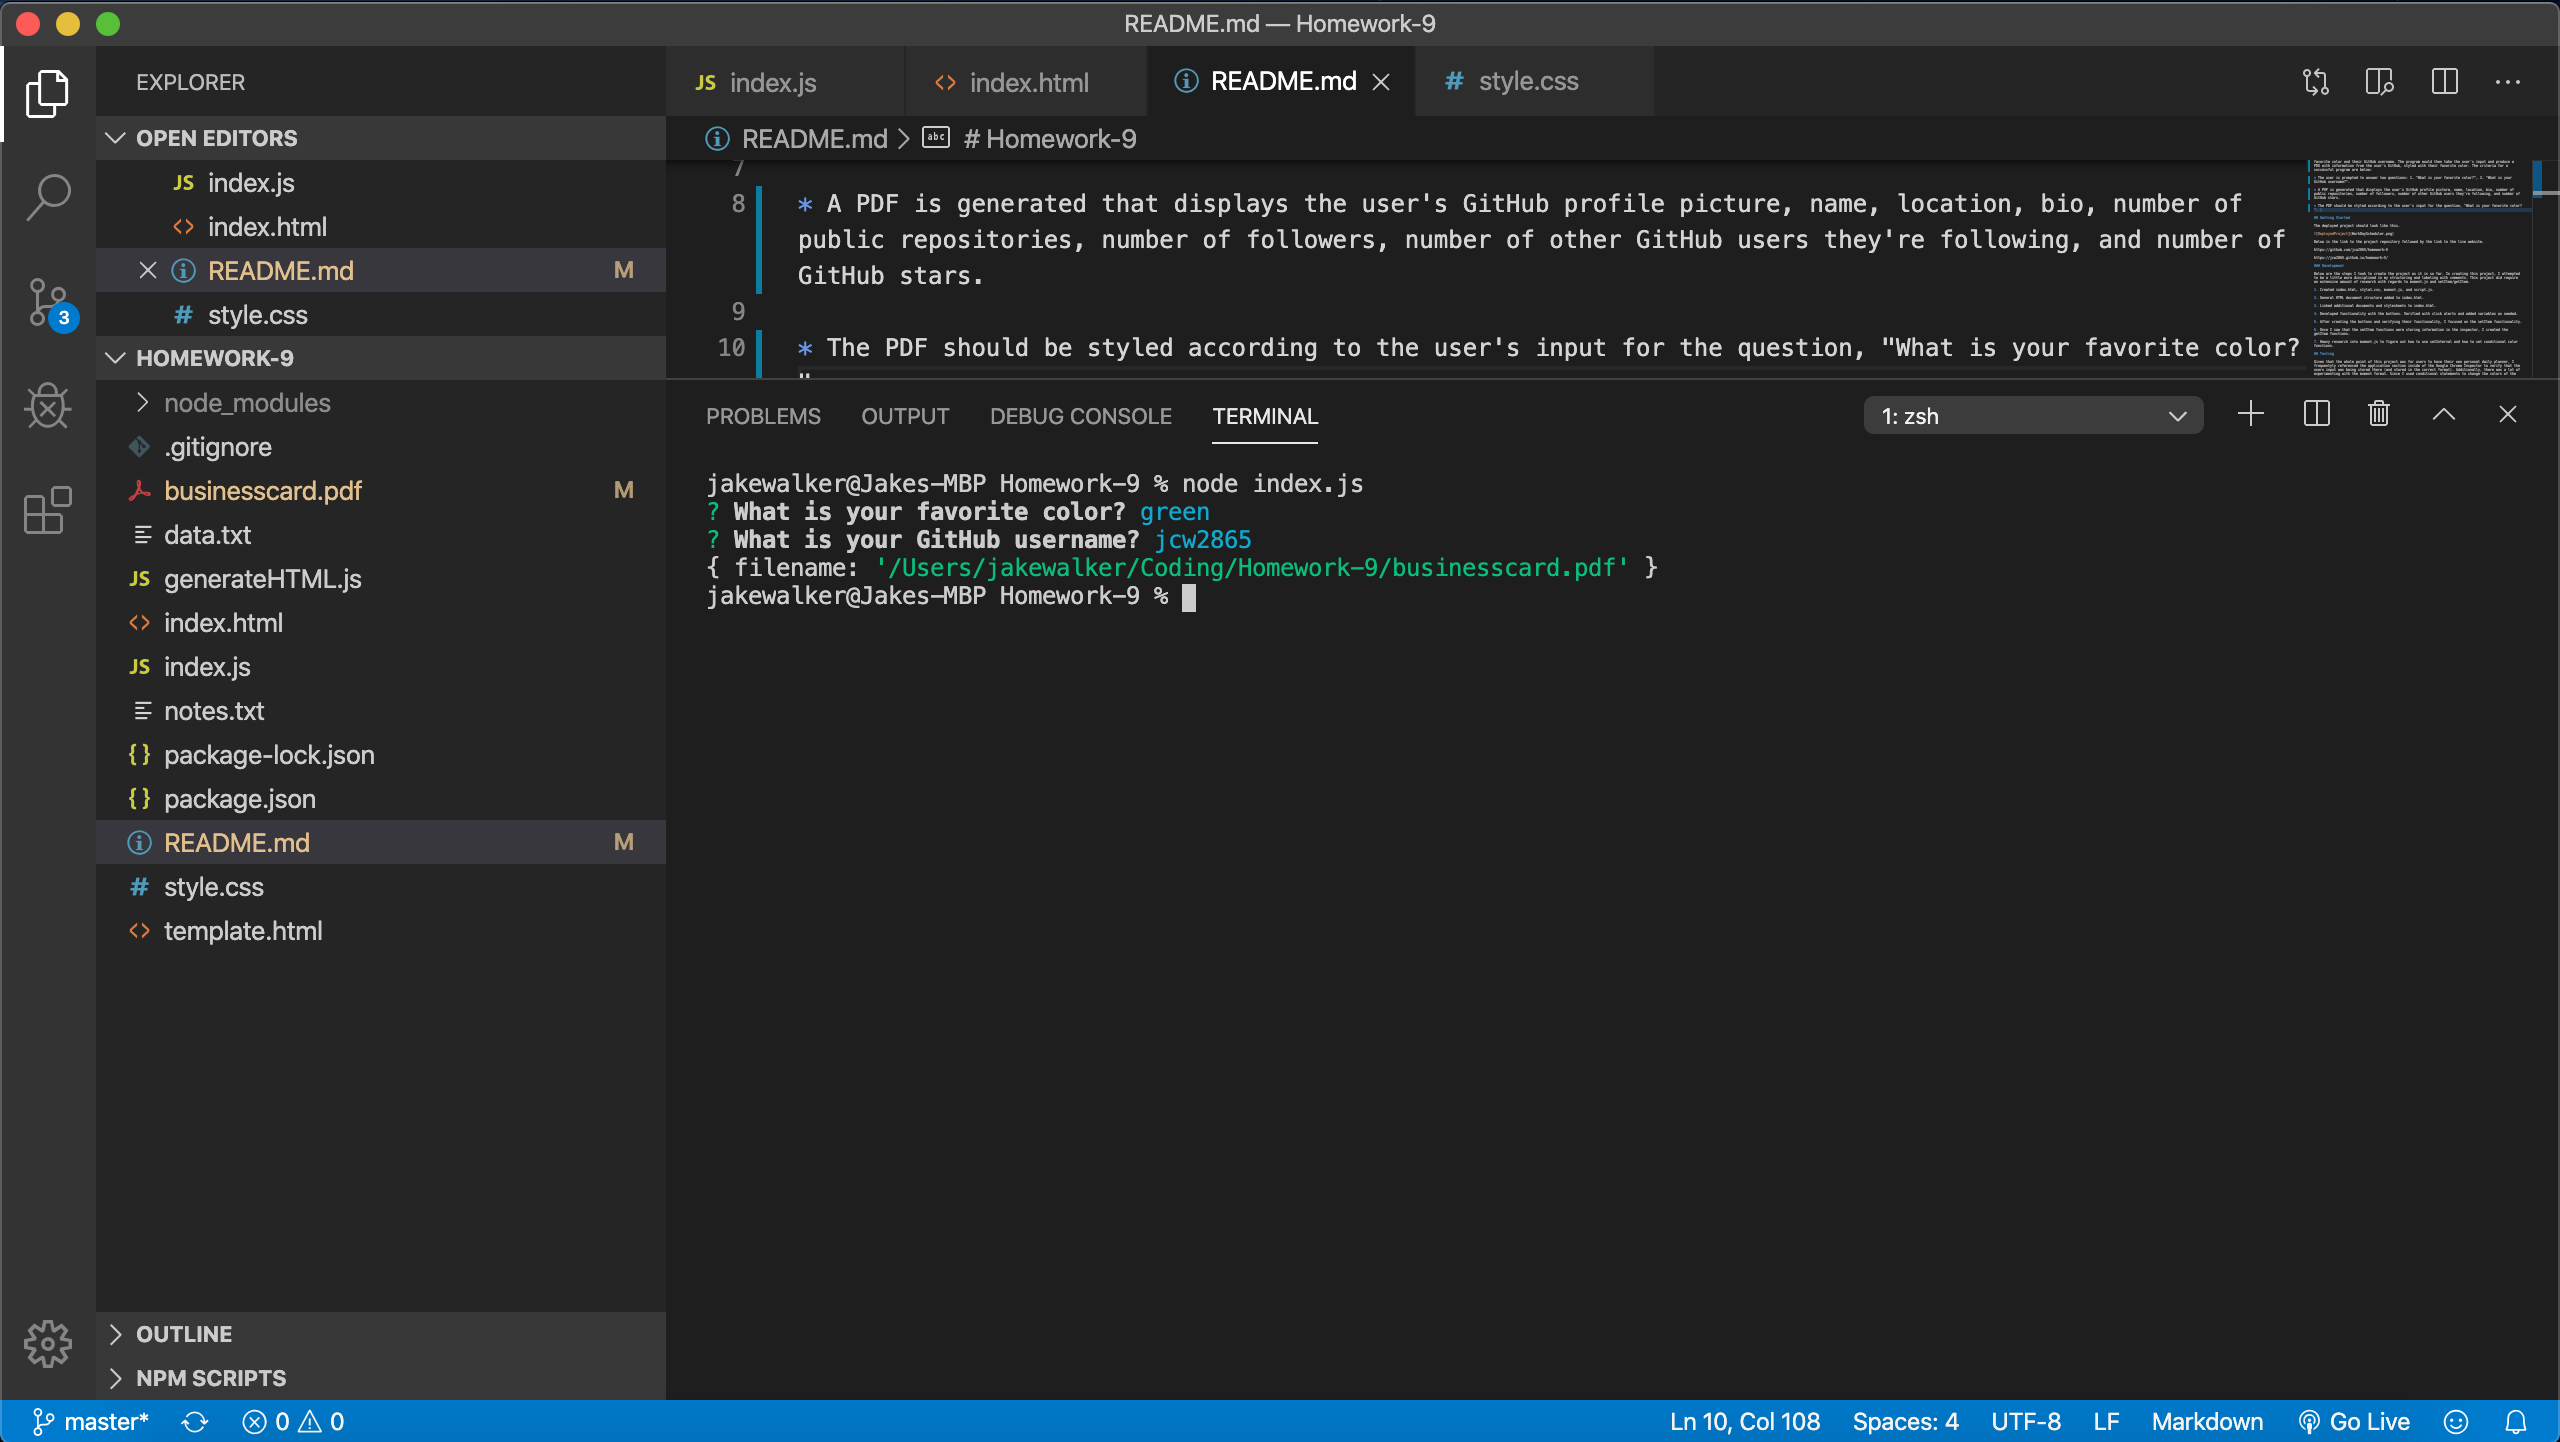 README.md — Homework-9
EXPLORER
OPEN EDITORS
JS index.js
<> index.html
README.md M
# style.css
3
HOMEWORK-9
node_modules
.gitignore
businesscard.pdf M
data.txt
JS generateHTML.js
<> index.html
JS index.js
notes.txt
{} package-lock.json
{} package.json
README.md M
# style.css
<> template.html
OUTLINE
NPM SCRIPTS
JS index.js
<> index.html
README.md
# style.css
README.md > abc # Homework-9
7
8 * A PDF is generated that displays the user's GitHub profile picture, name, location, bio, number of
public repositories, number of followers, number of other GitHub users they're following, and number of
GitHub stars.
9
10 * The PDF should be styled according to the user's input for the question, "What is your favorite color?
"
PROBLEMS OUTPUT DEBUG CONSOLE TERMINAL 1: zsh
jakewalker@Jakes-MBP Homework-9 % node index.js
? What is your favorite color? green
? What is your GitHub username? jcw2865
{ filename: '/Users/jakewalker/Coding/Homework-9/businesscard.pdf' }
jakewalker@Jakes-MBP Homework-9 %
master* 0 0 Ln 10, Col 108 Spaces: 4 UTF-8 LF Markdown Go Live